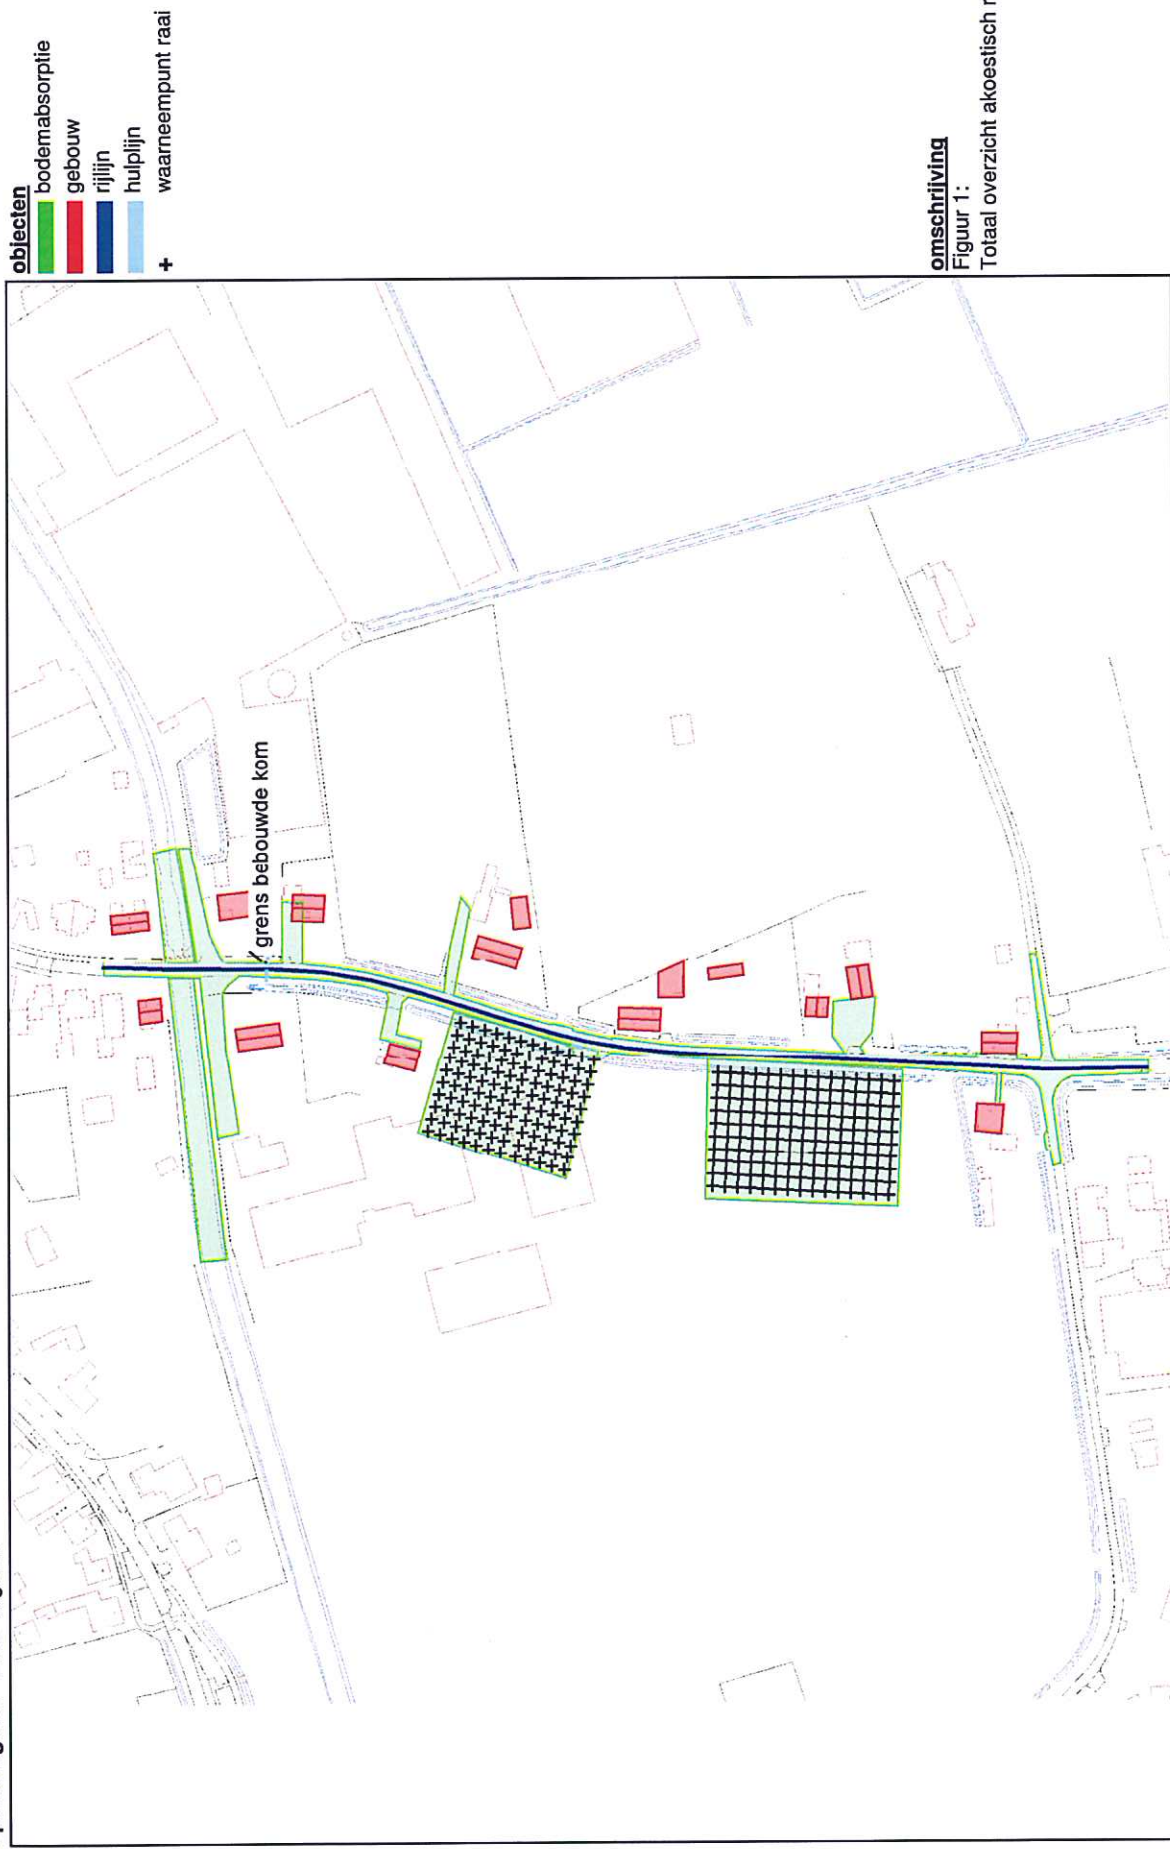 objecten
bodemabsorptie
gebouw
rijlijn
hulplijn
+ waarneempunt raai
grens bebouwde kom
omschrijving
Figuur 1:
Totaal overzicht akoestisch